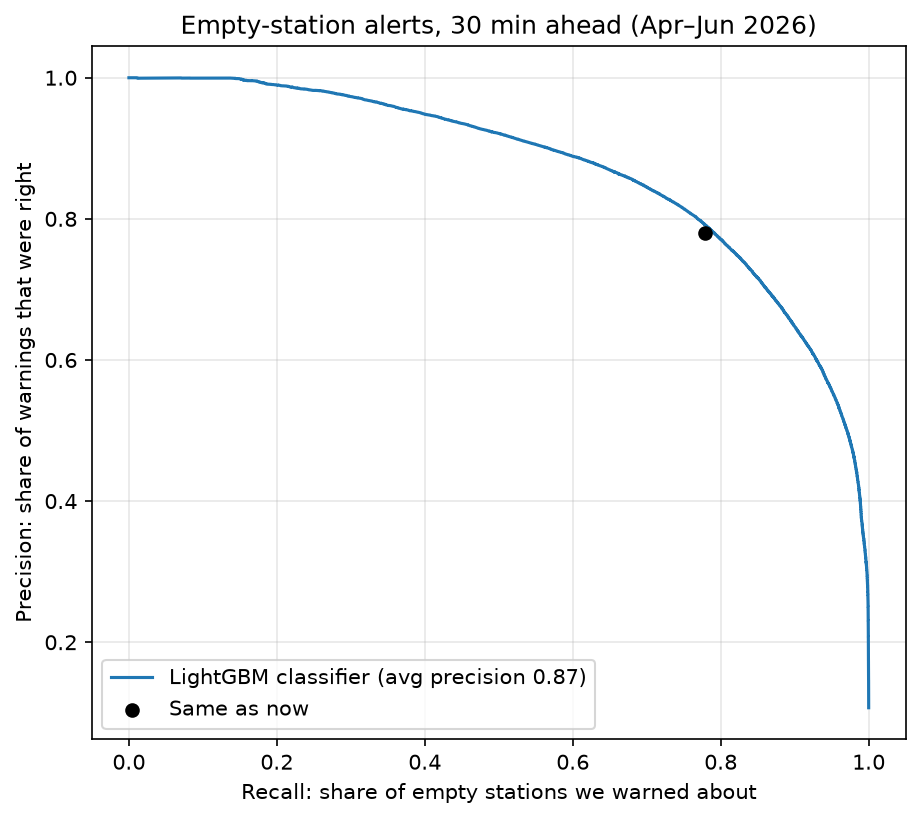 Empty-station alerts, 30 min ahead (Apr–Jun 2026)
Precision: share of warnings that were right
1.0
0.8
0.6
0.4
0.2
LightGBM classifier (avg precision 0.87)
Same as now
0.0 0.2 0.4 0.6 0.8 1.0
Recall: share of empty stations we warned about